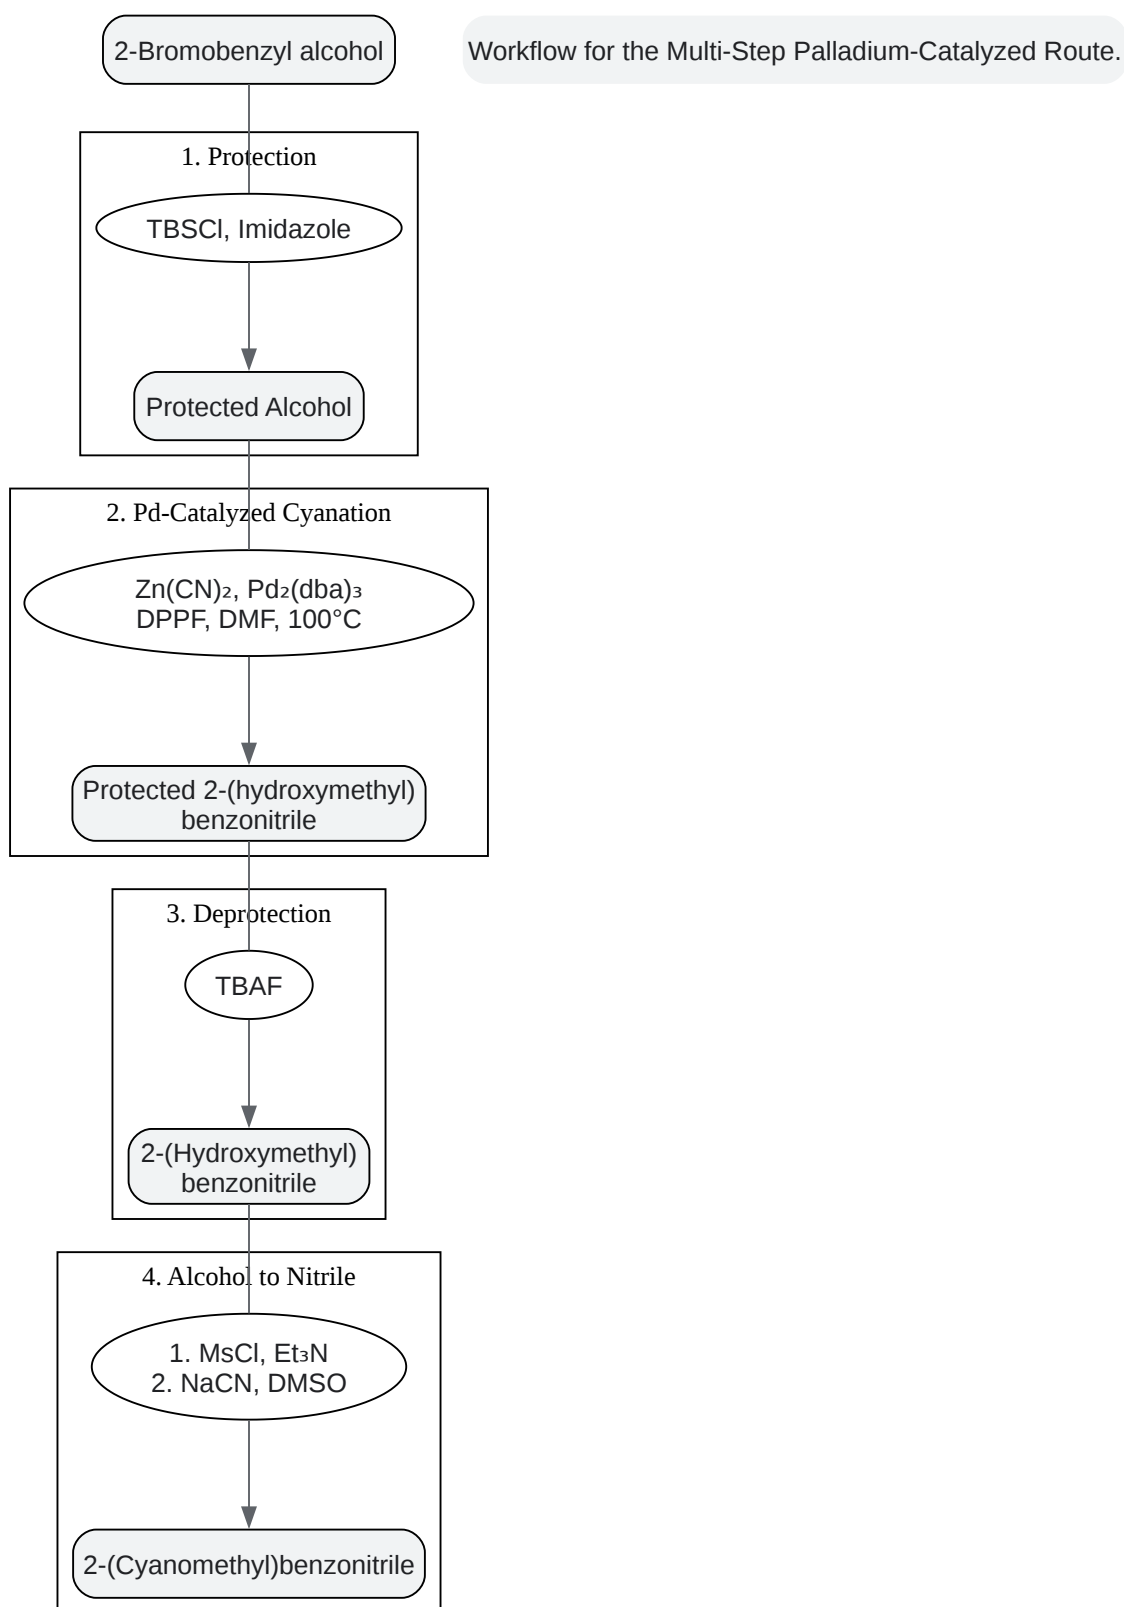 2-Bromobenzyl alcohol
Workflow for the Multi-Step Palladium-Catalyzed Route.
1. Protection
TBSCl, Imidazole
Protected Alcohol
2. Pd-Catalyzed Cyanation
Zn(CN)₂, Pd₂(dba)₃
DPPF, DMF, 100°C
Protected 2-(hydroxymethyl)
benzonitrile
3. Deprotection
TBAF
2-(Hydroxymethyl)
benzonitrile
4. Alcohol to Nitrile
1. MsCl, Et₃N
2. NaCN, DMSO
2-(Cyanomethyl)benzonitrile